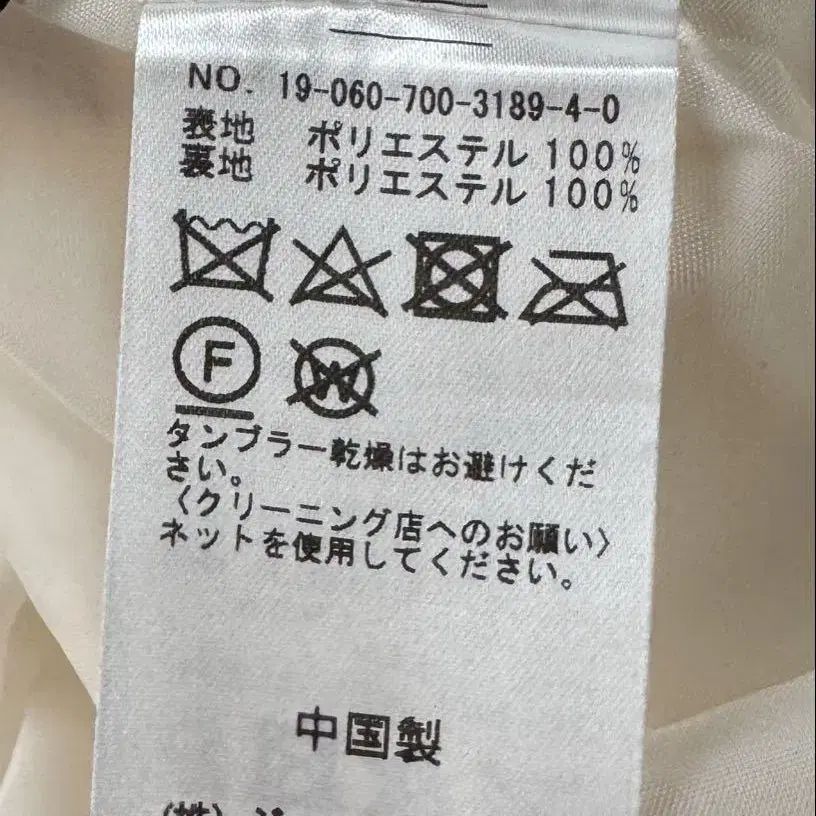 NO. 19-060-700-3189-4-0
表地 ポリエステル 100%
裏地 ポリエステル 100%
F
W
タンブラー乾燥はお避けくだ
さい。
〈クリーニング店へのお願い〉
ネットを使用してください。
中国製